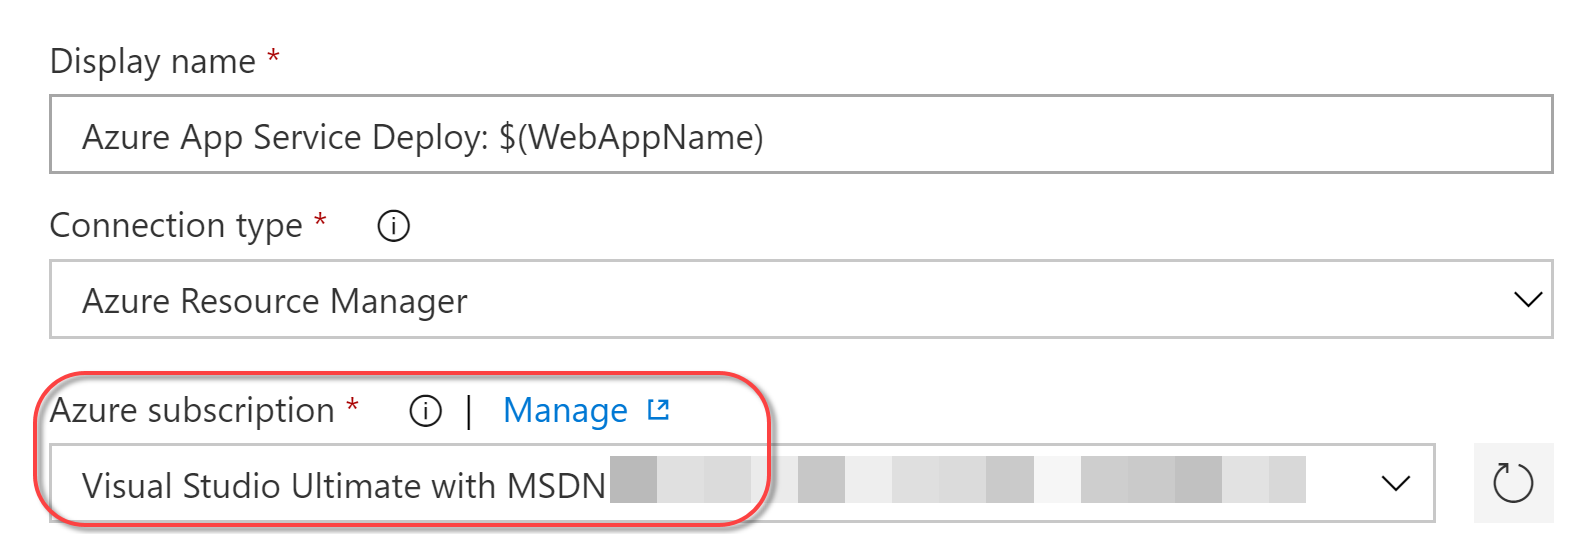 Display name *
Azure App Service Deploy: $(WebAppName)
Connection type *
Azure Resource Manager
Azure subscription * | Manage
Visual Studio Ultimate with MSDN